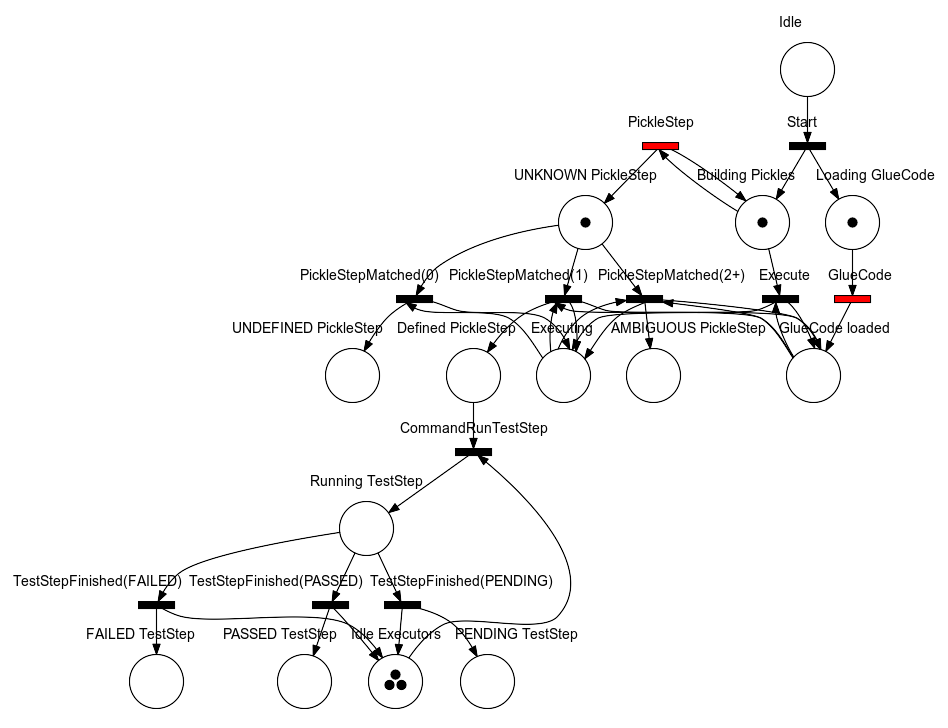 Idle
PickleStep
Start
UNKNOWN PickleStep
Building Pickles
Loading GlueCode
PickleStepMatched(0)
PickleStepMatched(1)
PickleStepMatched(2+)
Execute
GlueCode
UNDEFINED PickleStep
Defined PickleStep
Executing
AMBIGUOUS PickleStep
GlueCode loaded
CommandRunTestStep
Running TestStep
TestStepFinished(FAILED)
TestStepFinished(PASSED)
TestStepFinished(PENDING)
FAILED TestStep
PASSED TestStep
Idle Executors
PENDING TestStep